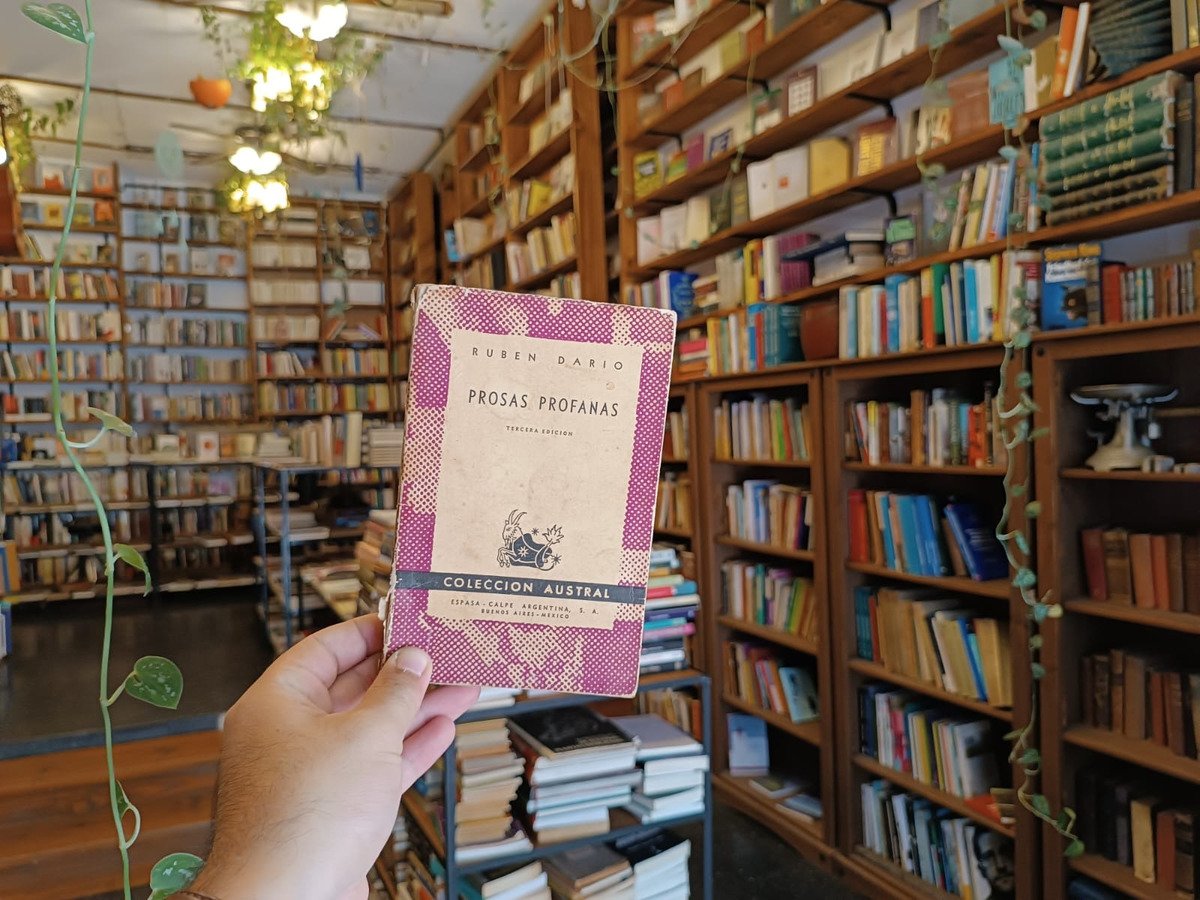 RUBEN DARIO
PROSAS PROFANAS
TERCERA EDICION
COLECCION AUSTRAL
ESPASA-CALPE ARGENTINA, S. A.
BUENOS AIRES-MEXICO